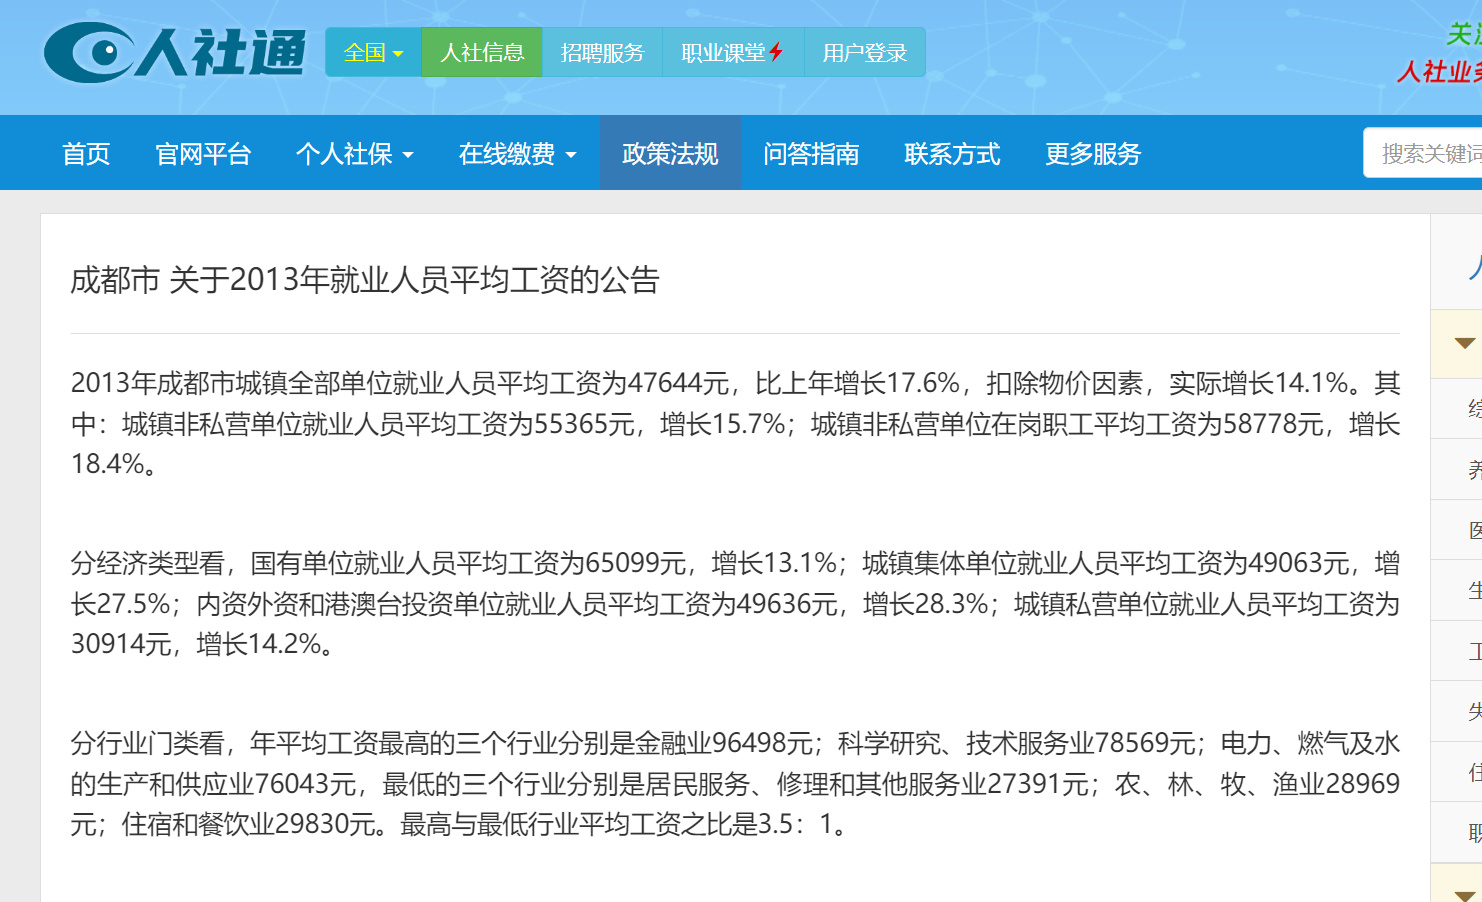 人社通
全国 人社信息 招聘服务 职业课堂 用户登录
人社业
首页 官网平台 个人社保 在线缴费 政策法规 问答指南 联系方式 更多服务
搜索关键词
成都市 关于2013年就业人员平均工资的公告
2013年成都市城镇全部单位就业人员平均工资为47644元，比上年增长17.6%，扣除物价因素，实际增长14.1%。其
中：城镇非私营单位就业人员平均工资为55365元，增长15.7%；城镇非私营单位在岗职工平均工资为58778元，增长
18.4%。
分经济类型看，国有单位就业人员平均工资为65099元，增长13.1%；城镇集体单位就业人员平均工资为49063元，增
长27.5%；内资外资和港澳台投资单位就业人员平均工资为49636元，增长28.3%；城镇私营单位就业人员平均工资为
30914元，增长14.2%。
分行业门类看，年平均工资最高的三个行业分别是金融业96498元；科学研究、技术服务业78569元；电力、燃气及水
的生产和供应业76043元，最低的三个行业分别是居民服务、修理和其他服务业27391元；农、林、牧、渔业28969
元；住宿和餐饮业29830元。最高与最低行业平均工资之比是3.5：1。